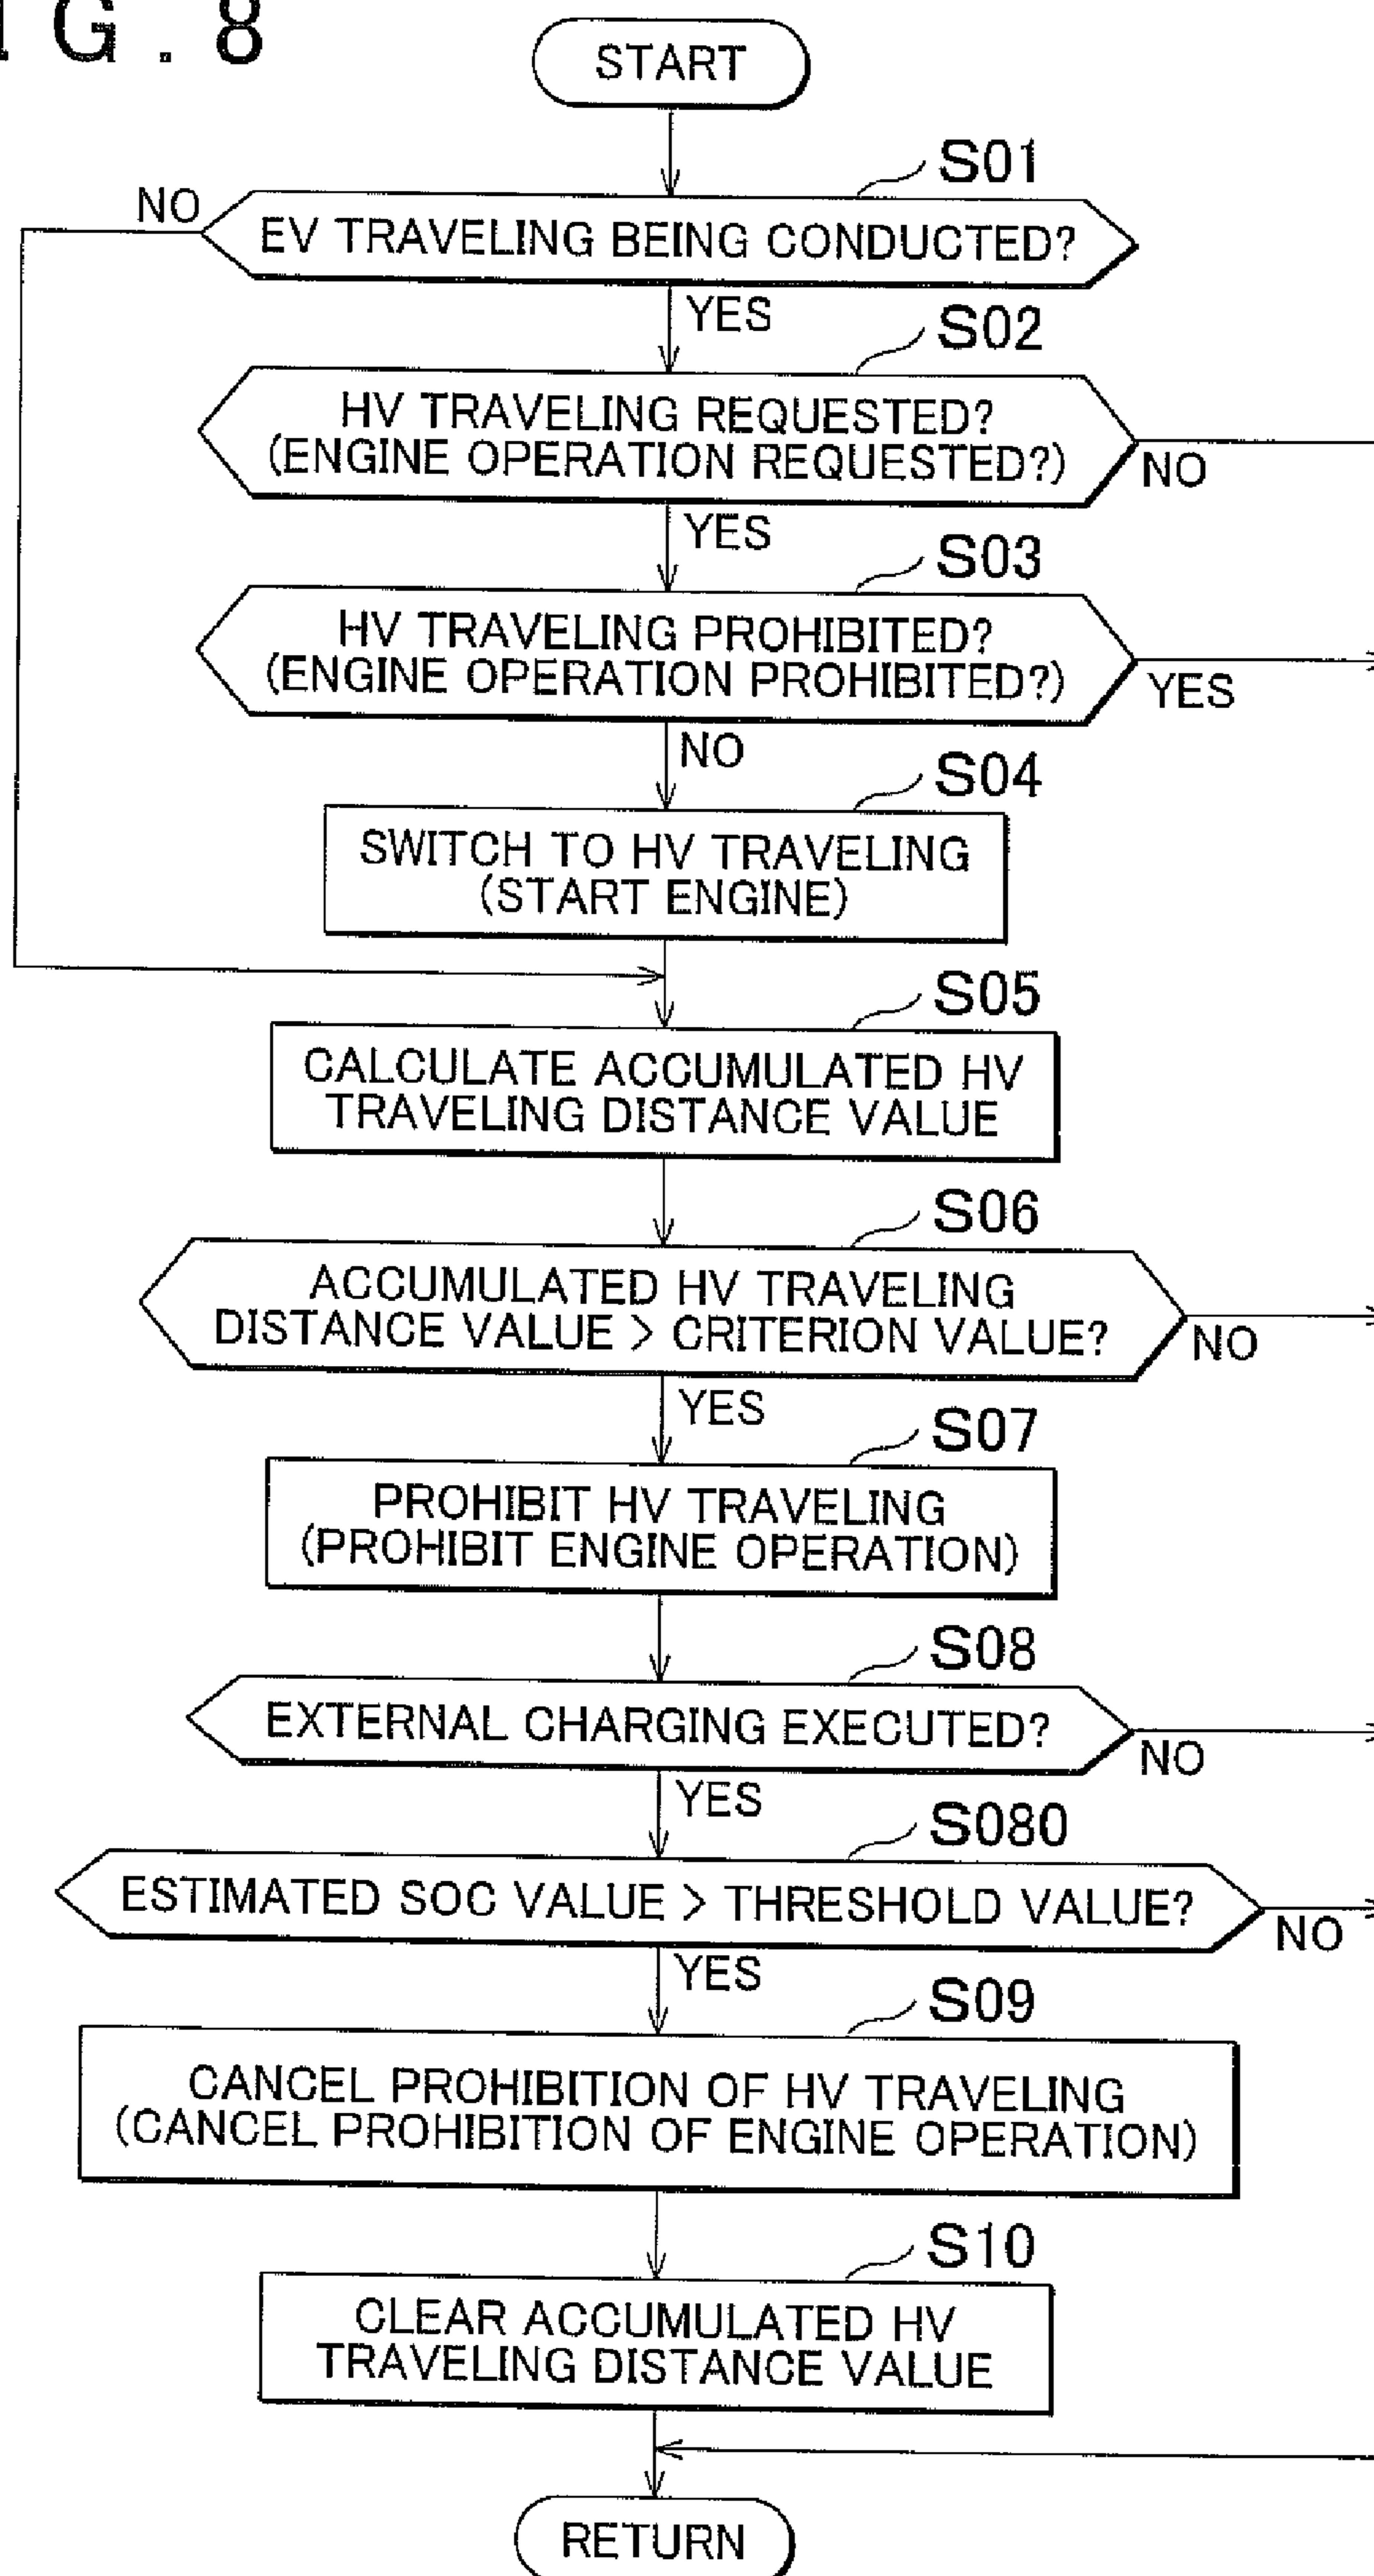 IG.8
START
S01
NO
EV TRAVELING BEING CONDUCTED?
YES
S02
HV TRAVELING REQUESTED?
(ENGINE OPERATION REQUESTED?)
NO
YES
S03
HV TRAVELING PROHIBITED?
(ENGINE OPERATION PROHIBITED?)
YES
NO
S04
SWITCH TO HV TRAVELING
(START ENGINE)
S05
CALCULATE ACCUMULATED HV
TRAVELING DISTANCE VALUE
S06
ACCUMULATED HV TRAVELING
DISTANCE VALUE > CRITERION VALUE?
NO
YES
S07
PROHIBIT HV TRAVELING
(PROHIBIT ENGINE OPERATION)
S08
EXTERNAL CHARGING EXECUTED?
NO
YES
S080
ESTIMATED SOC VALUE > THRESHOLD VALUE?
NO
YES
S09
CANCEL PROHIBITION OF HV TRAVELING
(CANCEL PROHIBITION OF ENGINE OPERATION)
S10
CLEAR ACCUMULATED HV
TRAVELING DISTANCE VALUE
RETURN